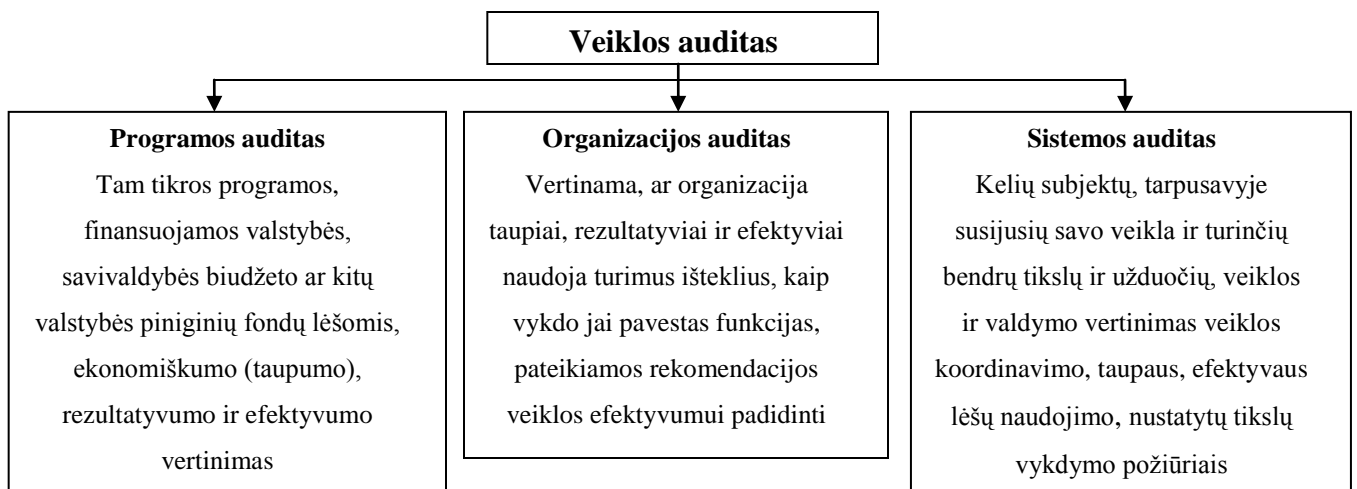 Veiklos auditas
Programos auditas
Tam tikros programos,
finansuojamos valstybės,
savivaldybės biudžeto ar kitų
valstybės piniginių fondų lėšomis,
ekonomiškumo (taupumo),
rezultatyvumo ir efektyvumo
vertinimas
Organizacijos auditas
Vertinama, ar organizacija
taupiai, rezultatyviai ir efektyviai
naudoja turimus išteklius, kaip
vykdo jai pavestas funkcijas,
pateikiamos rekomendacijos
veiklos efektyvumui padidinti
Sistemos auditas
Kelių subjektų, tarpusavyje
susijusių savo veikla ir turinčių
bendrų tikslų ir užduočių, veiklos
ir valdymo vertinimas veiklos
koordinavimo, taupaus, efektyvaus
lėšų naudojimo, nustatytų tikslų
vykdymo požiūriais